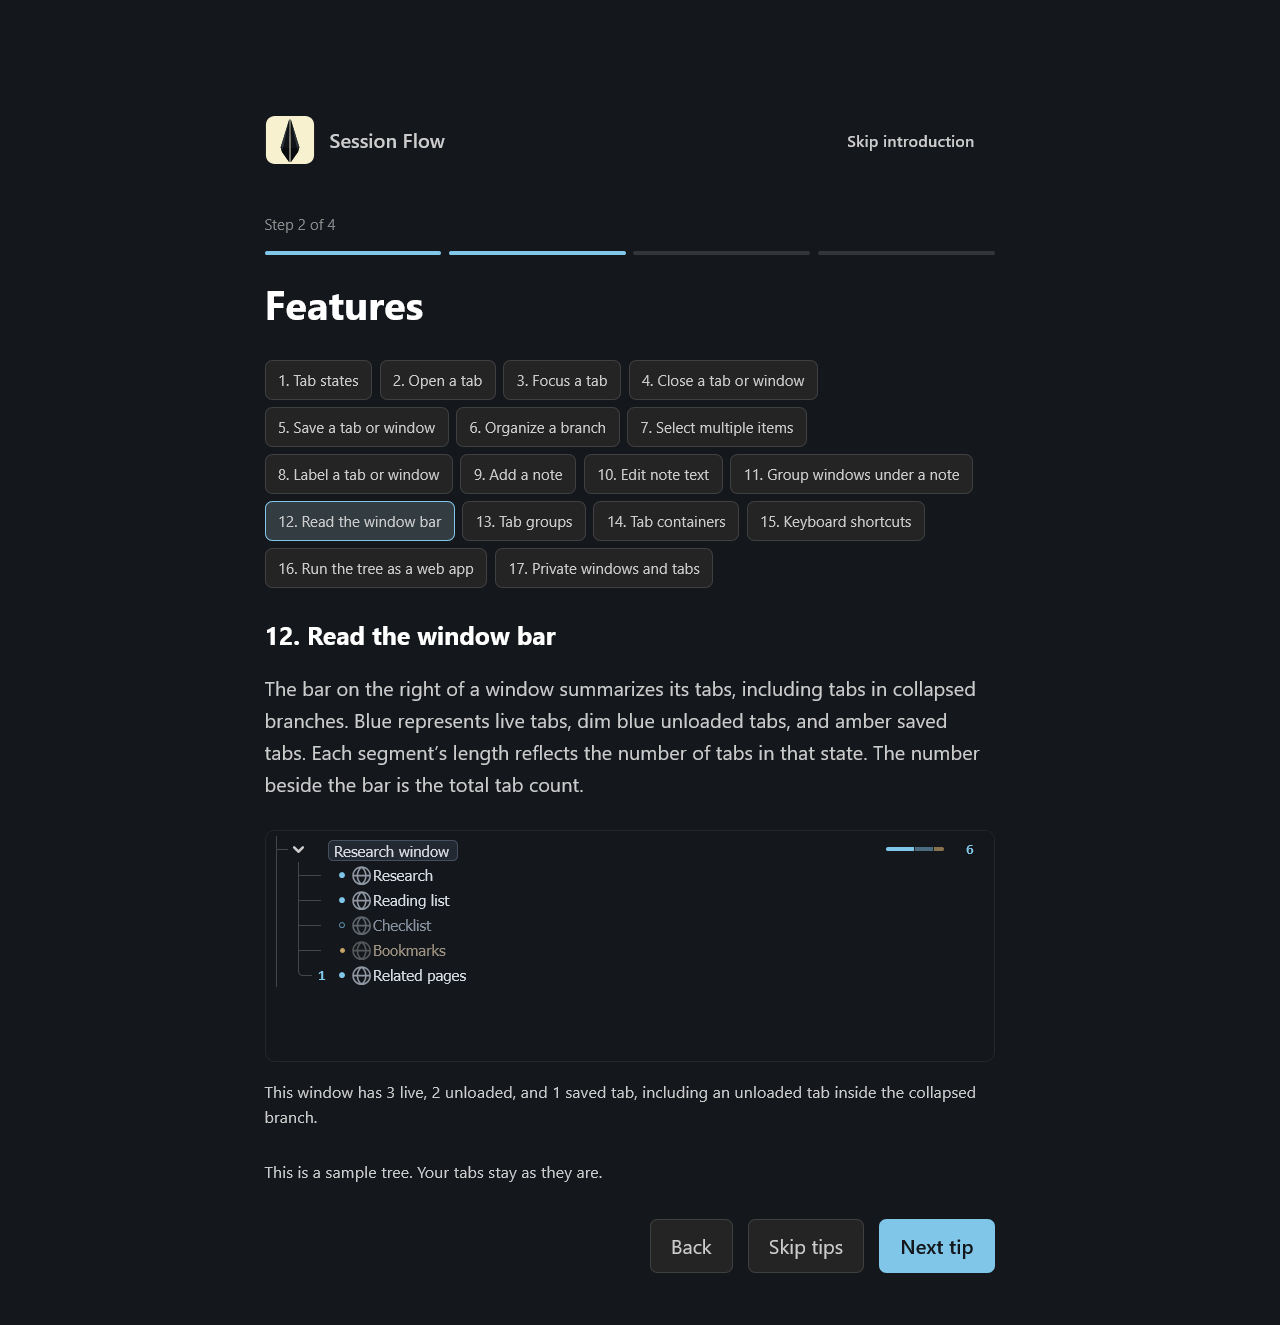 Session Flow
Skip introduction
Step 2 of 4
Features
1. Tab states
2. Open a tab
3. Focus a tab
4. Close a tab or window
5. Save a tab or window
6. Organize a branch
7. Select multiple items
8. Label a tab or window
9. Add a note
10. Edit note text
11. Group windows under a note
12. Read the window bar
13. Tab groups
14. Tab containers
15. Keyboard shortcuts
16. Run the tree as a web app
17. Private windows and tabs
12. Read the window bar
The bar on the right of a window summarizes its tabs, including tabs in collapsed
branches. Blue represents live tabs, dim blue unloaded tabs, and amber saved
tabs. Each segment’s length reflects the number of tabs in that state. The number
beside the bar is the total tab count.
Research window
6
Research
Reading list
Checklist
Bookmarks
1 Related pages
This window has 3 live, 2 unloaded, and 1 saved tab, including an unloaded tab inside the collapsed
branch.
This is a sample tree. Your tabs stay as they are.
Back
Skip tips
Next tip